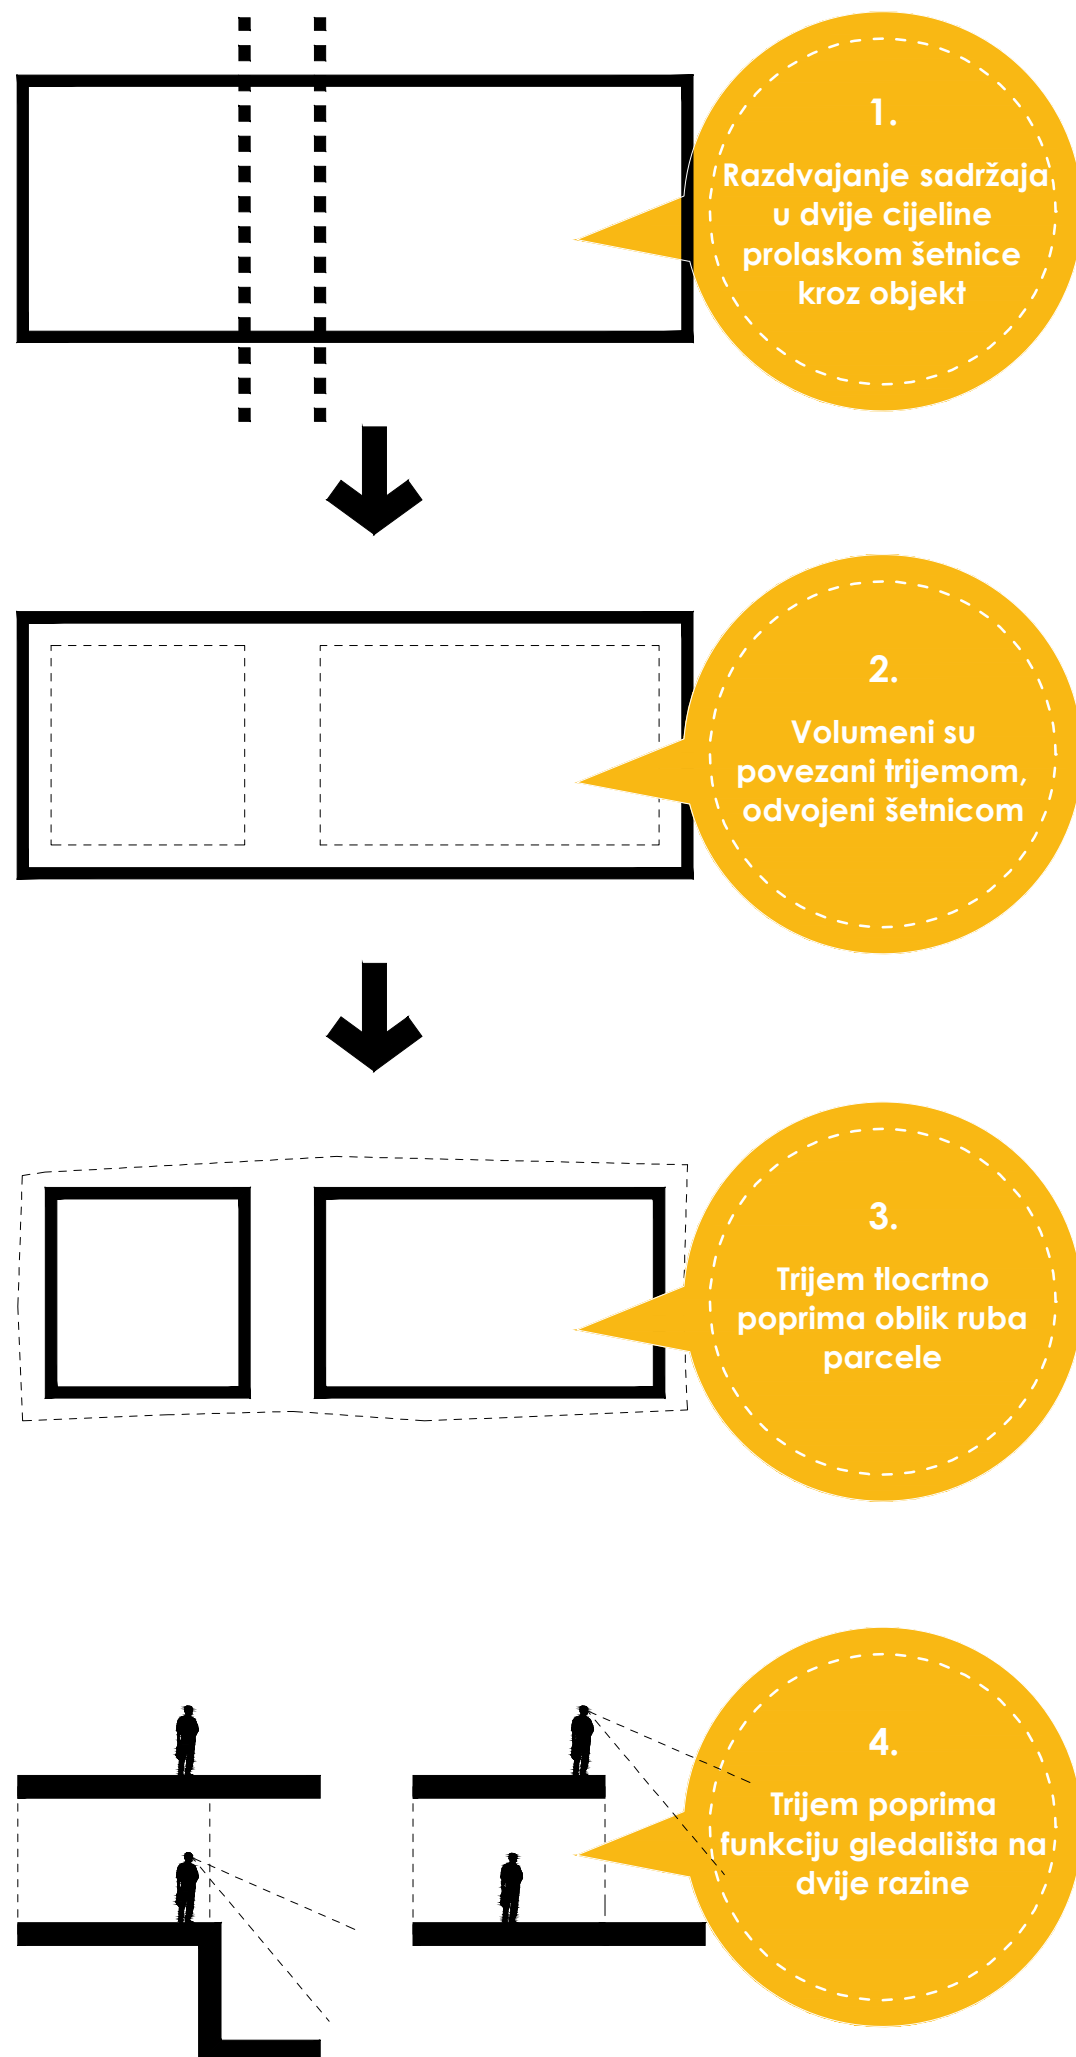 1.
Razdvajanje sadržaja
u dvije cijeline
prolaskom šetnice
kroz objekt
2.
Volumeni su
povezani trijemom,
odvojeni šetnicom
3.
Trijem tlocrtno
poprima oblik ruba
parcele
4.
Trijem poprima
funkciju gledališta na
dvije razine